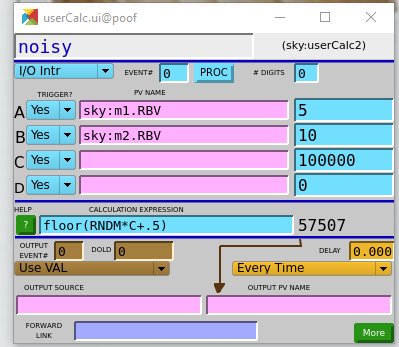 userCalc.ui@poof
noisy (sky:userCalc2)
I/O Intr EVENT# 0 PROC # DIGITS 0
TRIGGER? PV NAME
A Yes sky:m1.RBV 5
B Yes sky:m2.RBV 10
C Yes 100000
D Yes 0
HELP CALCULATION EXPRESSION
? floor(RNDM*C+.5) 57507
OUTPUT EVENT# 0 DOLD 0 DELAY 0.000
Use VAL Every Time
OUTPUT SOURCE OUTPUT PV NAME
FORWARD LINK More